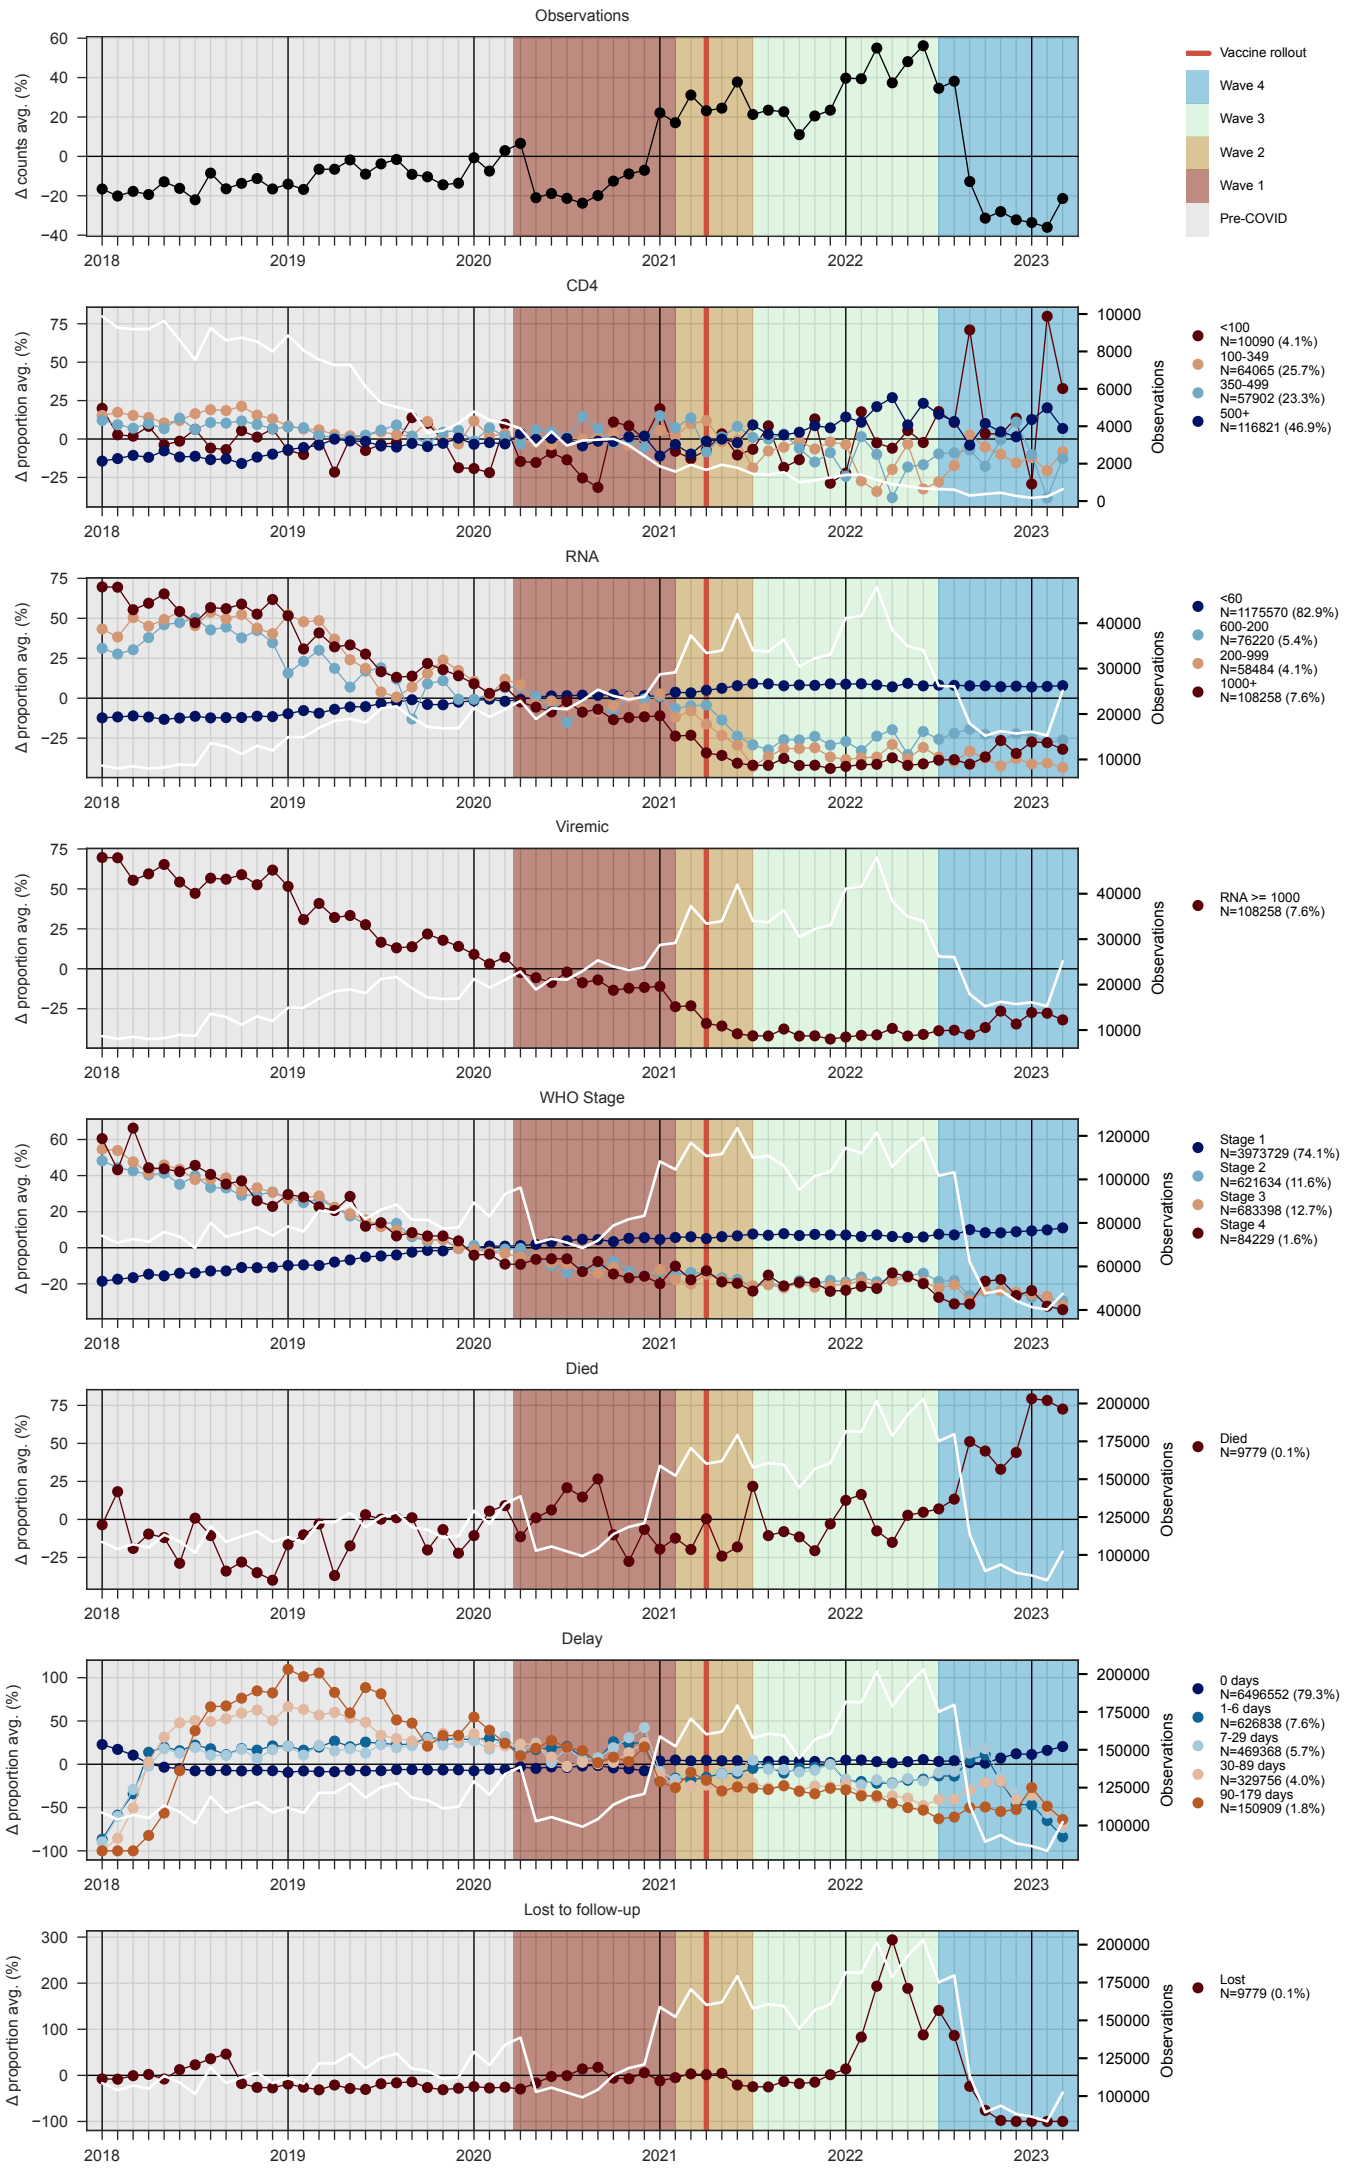 Observations
Δ counts avg. (%)
60
40
20
0
−20
−40
2018
2019
2020
2021
2022
2023
Vaccine rollout
Wave 4
Wave 3
Wave 2
Wave 1
Pre-COVID
CD4
Δ proportion avg. (%)
75
50
25
0
−25
10000
8000
6000
4000
2000
0
Observations
2018
2019
2020
2021
2022
2023
<100
N=10090 (4.1%)
100-349
N=64065 (25.7%)
350-499
N=57902 (23.3%)
500+
N=116821 (46.9%)
RNA
Δ proportion avg. (%)
75
50
25
0
−25
40000
30000
20000
10000
Observations
2018
2019
2020
2021
2022
2023
<60
N=1175570 (82.9%)
600-200
N=76220 (5.4%)
200-999
N=58484 (4.1%)
1000+
N=108258 (7.6%)
Viremic
Δ proportion avg. (%)
75
50
25
0
−25
40000
30000
20000
10000
Observations
2018
2019
2020
2021
2022
2023
RNA >= 1000
N=108258 (7.6%)
WHO Stage
Δ proportion avg. (%)
60
40
20
0
−20
120000
100000
80000
60000
40000
Observations
2018
2019
2020
2021
2022
2023
Stage 1
N=3973729 (74.1%)
Stage 2
N=621634 (11.6%)
Stage 3
N=683398 (12.7%)
Stage 4
N=84229 (1.6%)
Died
Δ proportion avg. (%)
75
50
25
0
−25
200000
175000
150000
125000
100000
Observations
2018
2019
2020
2021
2022
2023
Died
N=9779 (0.1%)
Delay
Δ proportion avg. (%)
100
50
0
−50
−100
200000
175000
150000
125000
100000
Observations
2018
2019
2020
2021
2022
2023
0 days
N=6496552 (79.3%)
1-6 days
N=626838 (7.6%)
7-29 days
N=469368 (5.7%)
30-89 days
N=329756 (4.0%)
90-179 days
N=150909 (1.8%)
Lost to follow-up
Δ proportion avg. (%)
300
200
100
0
−100
200000
175000
150000
125000
100000
Observations
2018
2019
2020
2021
2022
2023
Lost
N=9779 (0.1%)